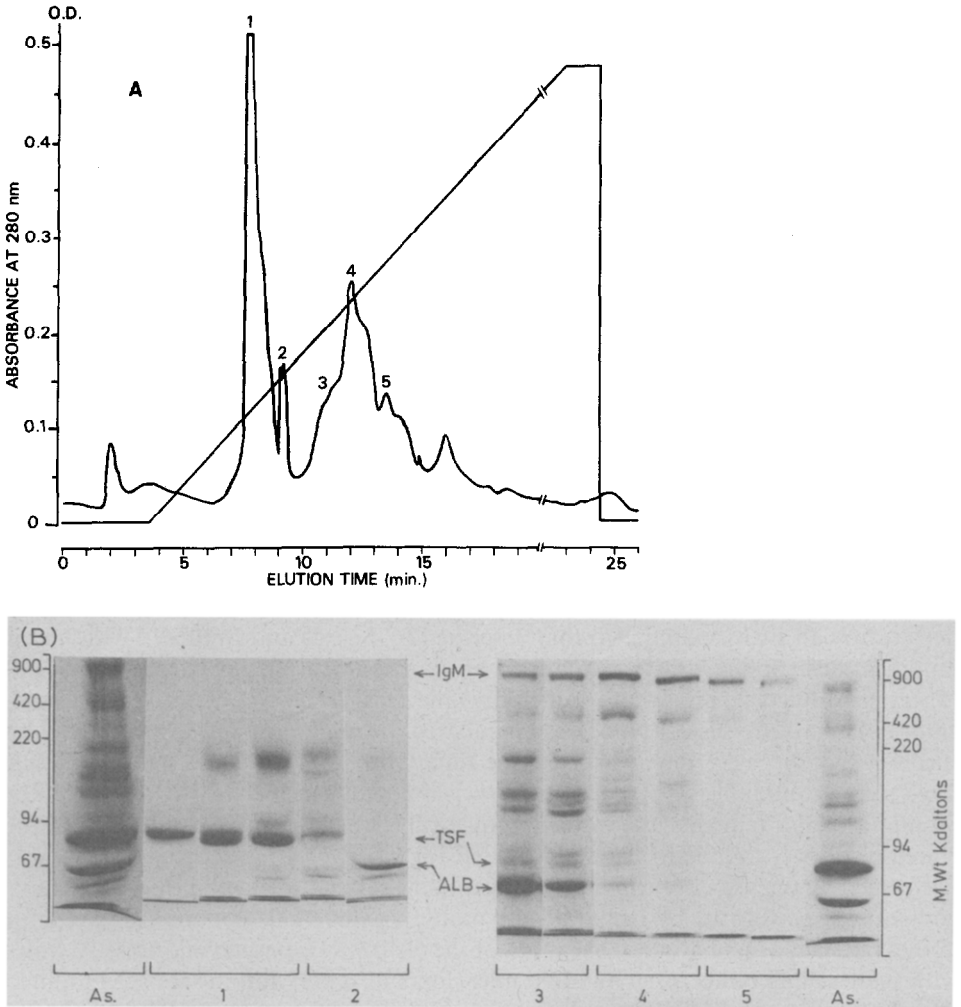 O.D.
1
0.5
A
0.4
ABSORBANCE AT 280 nm
0.3
4
0.2
2
3
5
0.1
0
0 5 10 15 25
ELUTION TIME (min.)
(B)
900
420
220
94
67
←IgM→
←TSF
ALB→
900
420
220
94
67
M.Wt Kdaltons
As. 1 2 3 4 5 As.